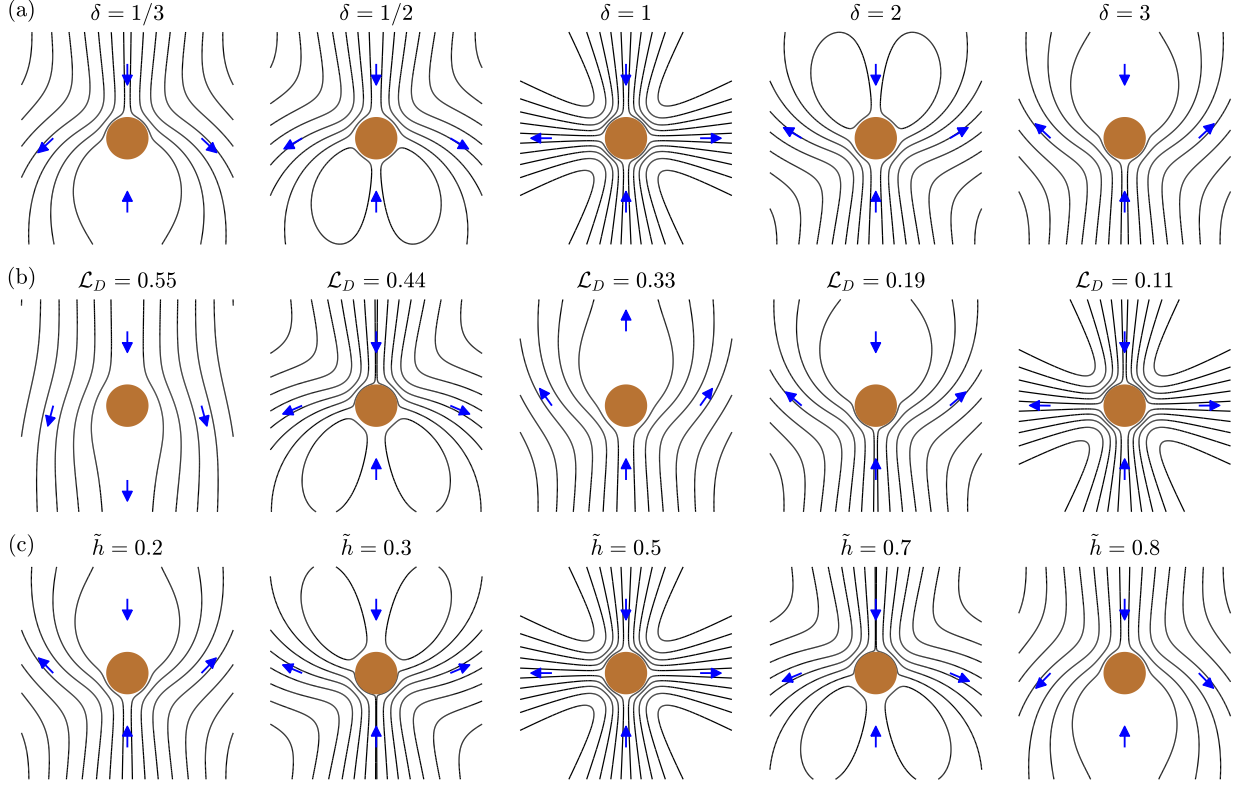 (a) δ = 1/3 δ = 1/2 δ = 1 δ = 2 δ = 3
(b) ℒ_D = 0.55 ℒ_D = 0.44 ℒ_D = 0.33 ℒ_D = 0.19 ℒ_D = 0.11
(c) h̃ = 0.2 h̃ = 0.3 h̃ = 0.5 h̃ = 0.7 h̃ = 0.8